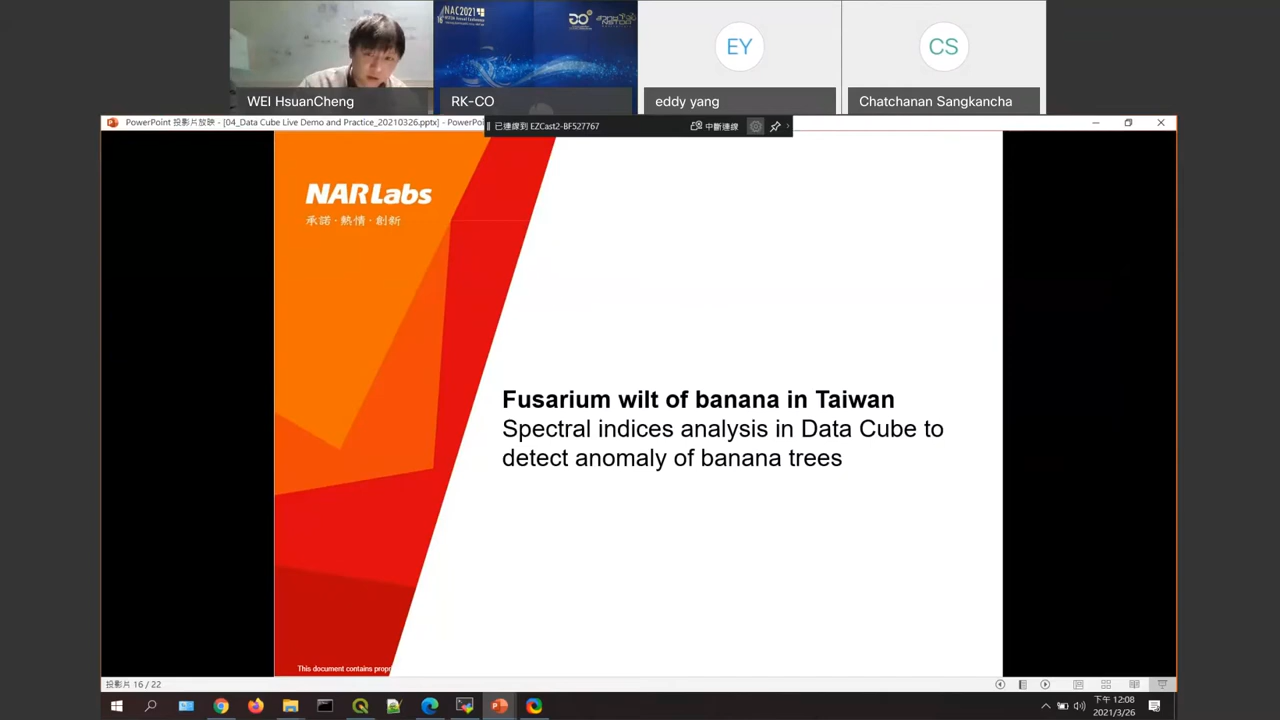 NAC2021
WEI HsuanCheng
RK-CO
EY
eddy yang
CS
Chatchanan Sangkancha
PowerPoint 投影片放映 - [04_Data Cube Live Demo and Practice_20210326.pptx] - PowerPoi
已連線到 EZCast2-BF527767
中斷連線
NARLabs
承諾·熱情·創新
Fusarium wilt of banana in Taiwan
Spectral indices analysis in Data Cube to
detect anomaly of banana trees
This document contains propr
投影片 16 / 22
下午 12:08
2021/3/26